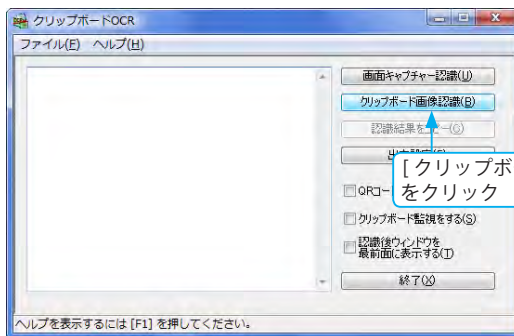 クリップボードOCR
ファイル(F) ヘルプ(H)
画面キャプチャー認識(U)
クリップボード画像認識(B)
認識結果を
(C)
[クリップボ
をクリック
QRコー
クリップボード監視をする(S)
認識後ウィンドウを
最前面に表示する(T)
終了(X)
ヘルプを表示するには [F1] を押してください。